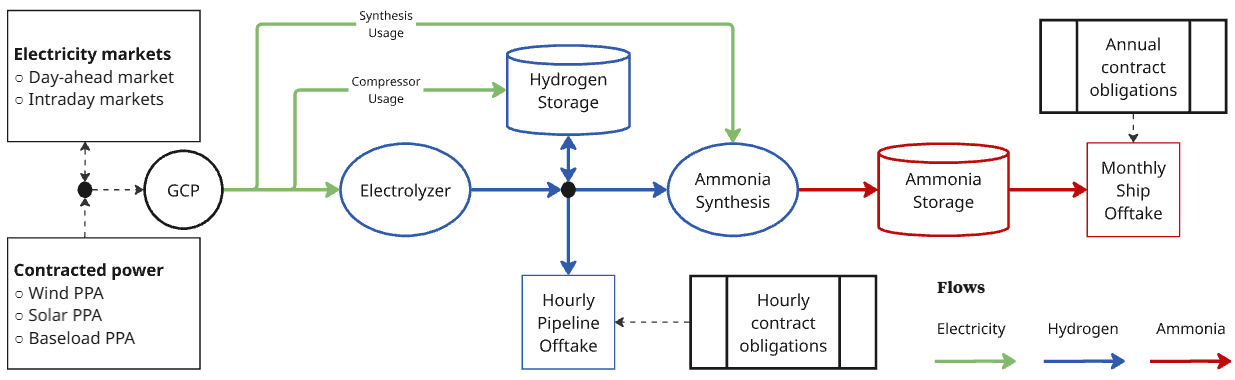 Electricity markets
○ Day-ahead market
○ Intraday markets
Contracted power
○ Wind PPA
○ Solar PPA
○ Baseload PPA
GCP
Synthesis
Usage
Compressor
Usage
Electrolyzer
Hydrogen
Storage
Hourly
Pipeline
Offtake
Hourly
contract
obligations
Ammonia
Synthesis
Ammonia
Storage
Annual
contract
obligations
Monthly
Ship
Offtake
Flows
Electricity
Hydrogen
Ammonia